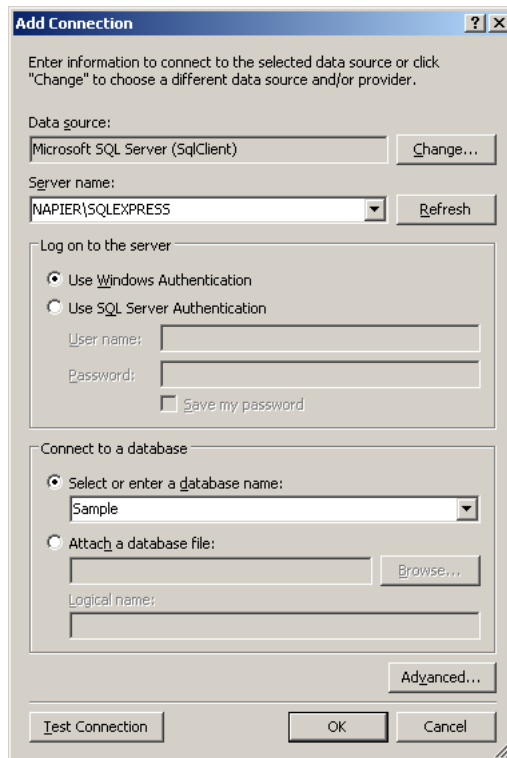 Add Connection
Enter information to connect to the selected data source or click
"Change" to choose a different data source and/or provider.
Data source:
Microsoft SQL Server (SqlClient)
Change...
Server name:
NAPIER\SQLEXPRESS
Refresh
Log on to the server
Use Windows Authentication
Use SQL Server Authentication
User name:
Password:
Save my password
Connect to a database
Select or enter a database name:
Sample
Attach a database file:
Browse...
Logical name:
Advanced...
Test Connection
OK
Cancel